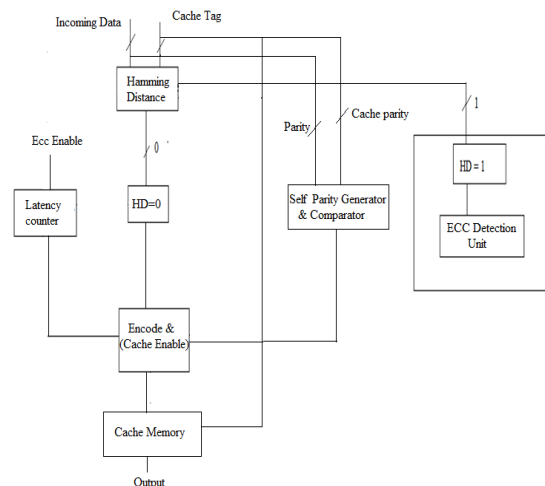 Incoming Data
Cache Tag
Hamming
Distance
1
Parity
Cache parity
Ecc Enable
0
HD = 1
Latency
counter
HD=0
Self Parity Generator
& Comparator
ECC Detection
Unit
Encode &
(Cache Enable)
Cache Memory
Output